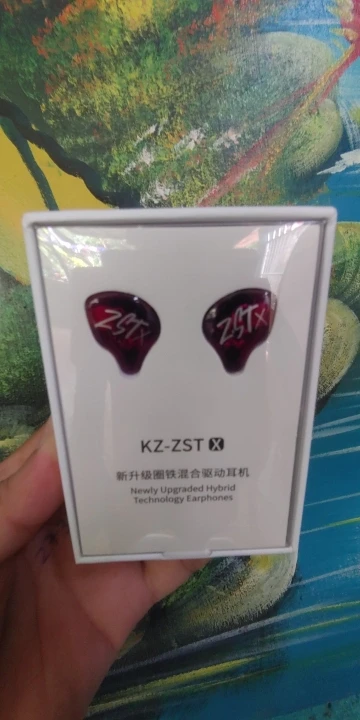 ZSTx
ZSTx
KZ-ZST X
新升级圈铁混合驱动耳机
Newly Upgraded Hybrid
Technology Earphones